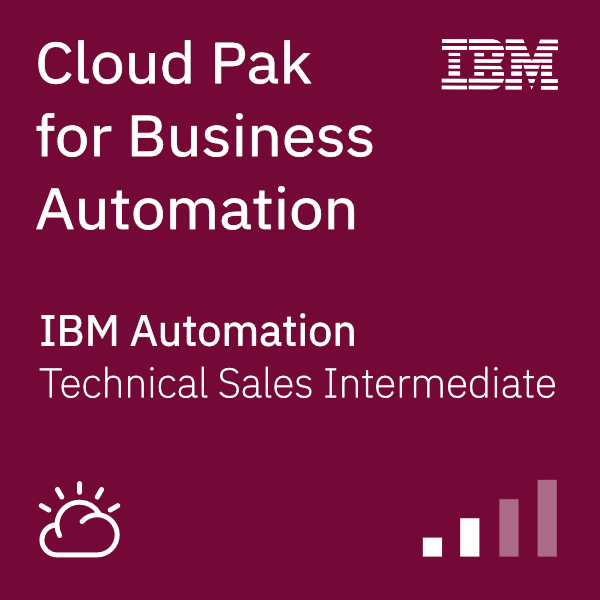 Cloud Pak
IBM
for Business
Automation
IBM Automation
Technical Sales Intermediate